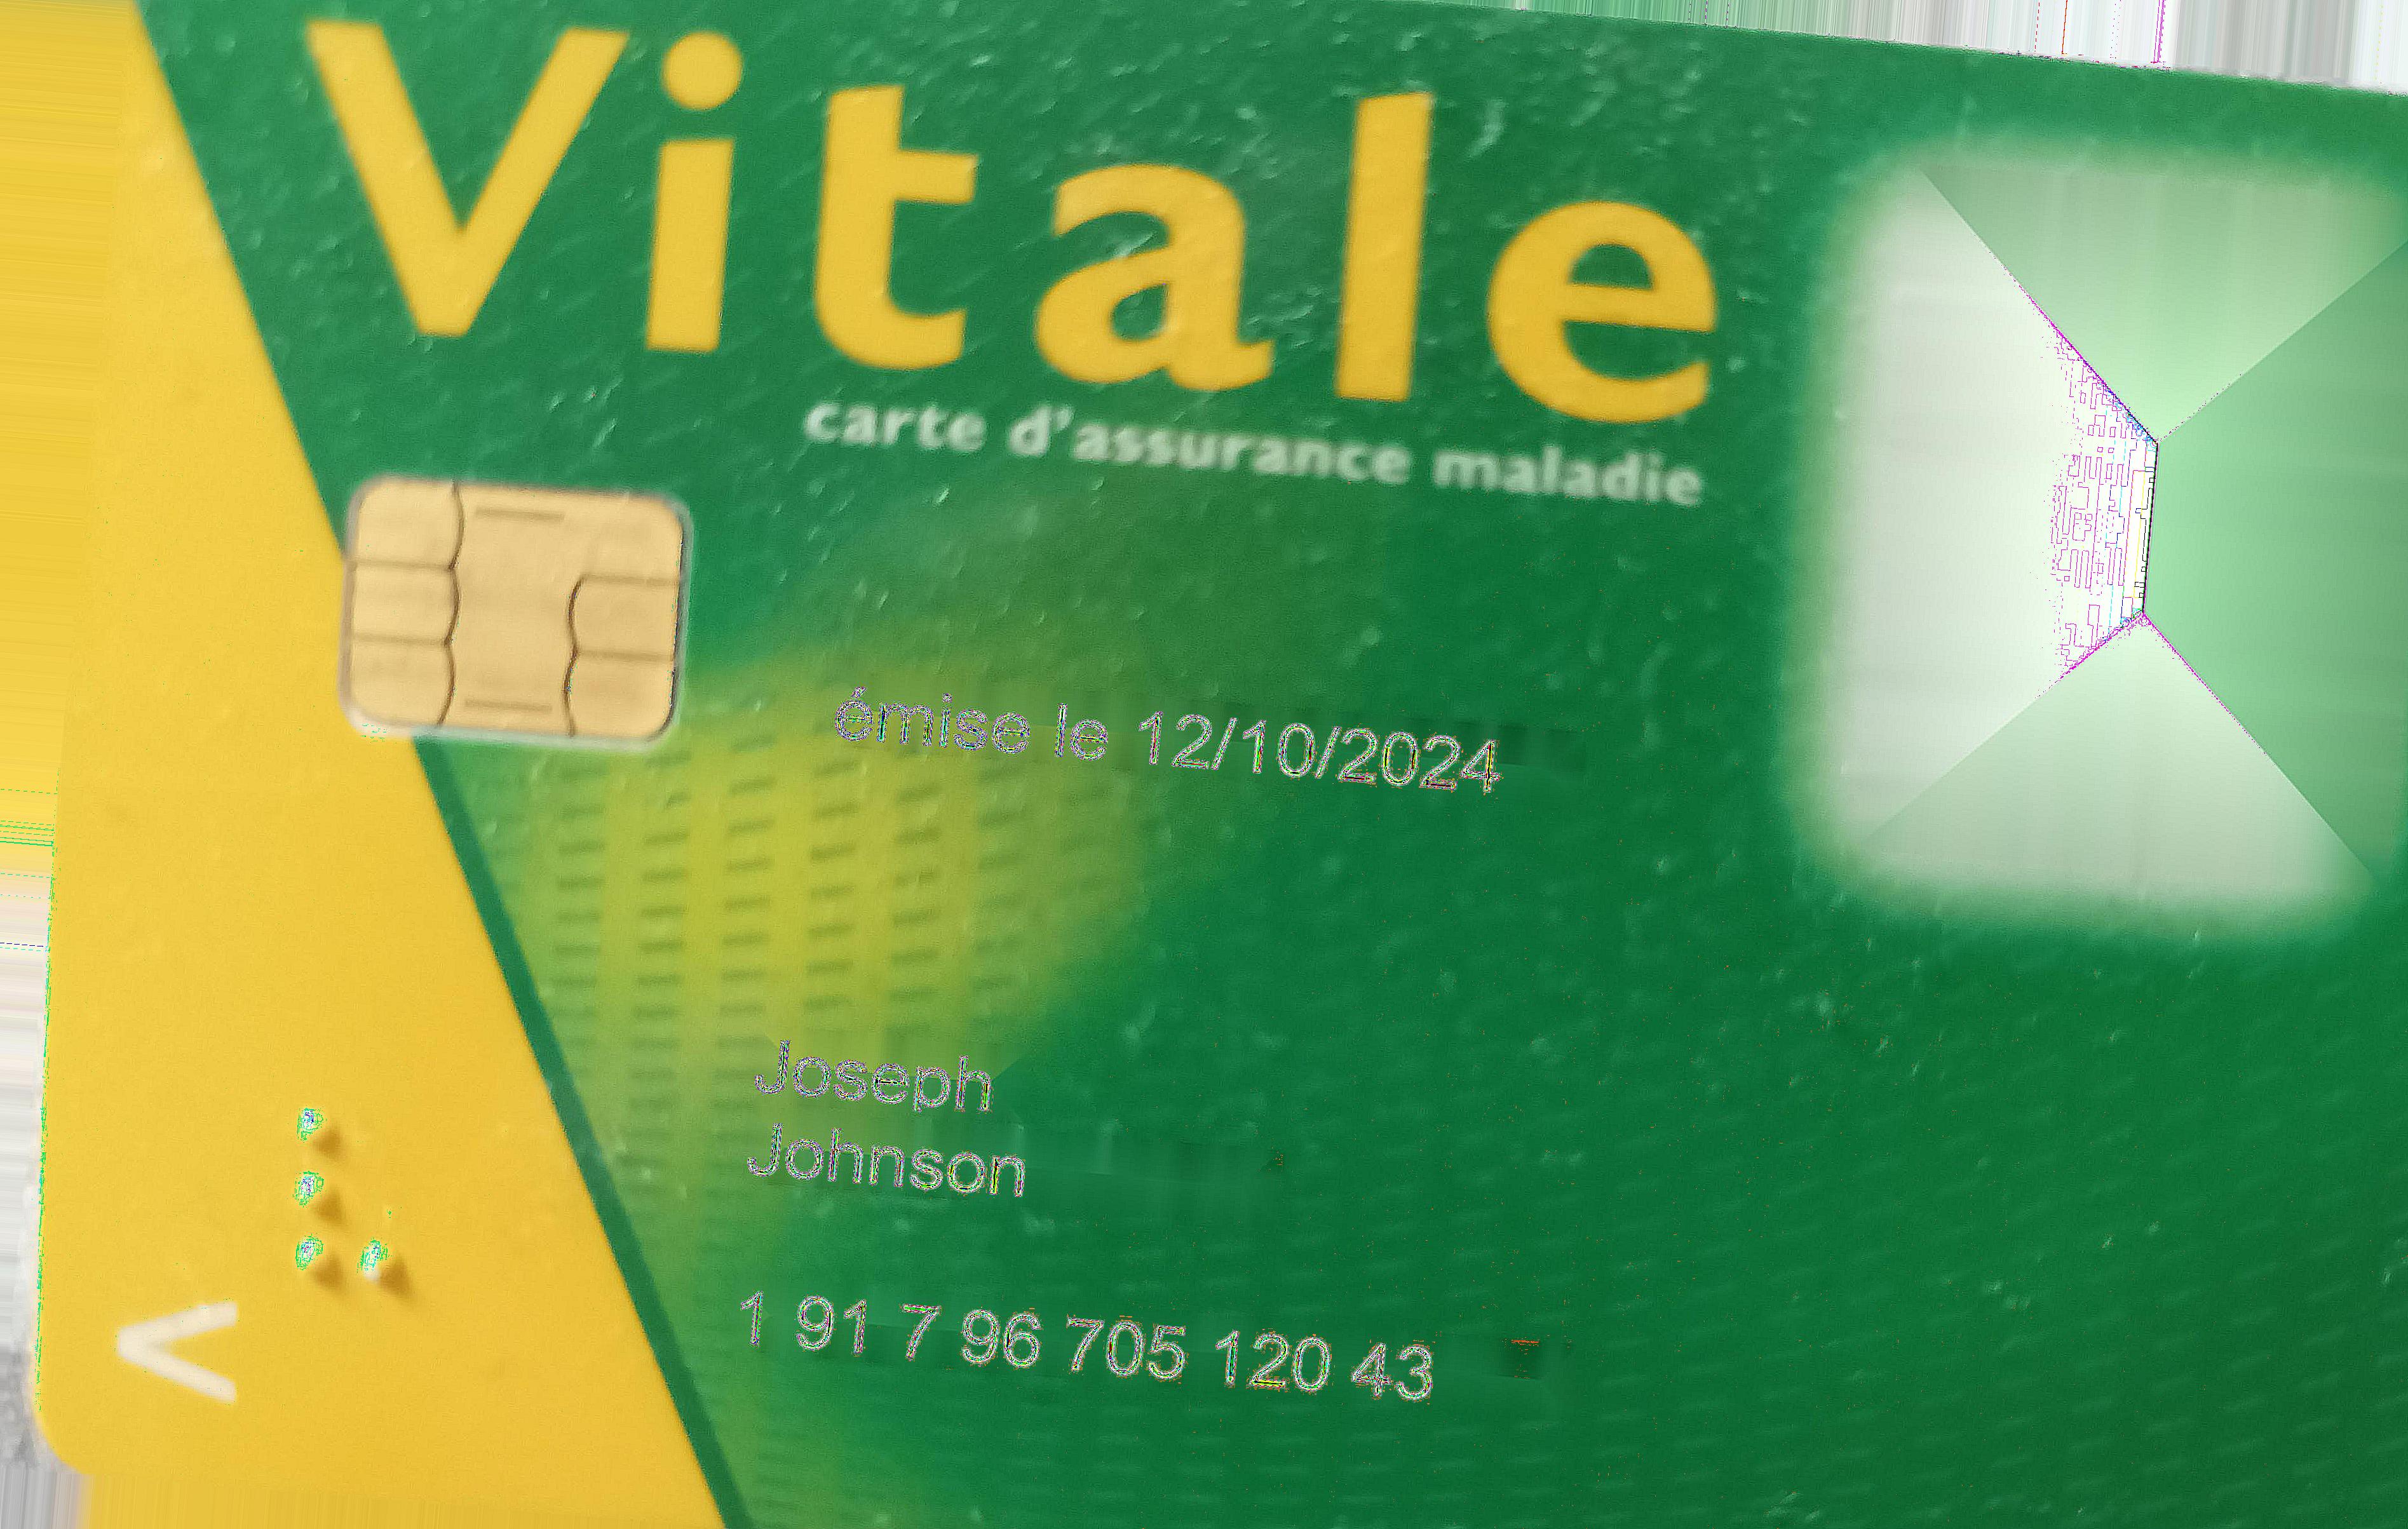 Vitale
carte d'assurance maladie
émise le 12/10/2024
Joseph
Johnson
1 91 7 96 705 120 43